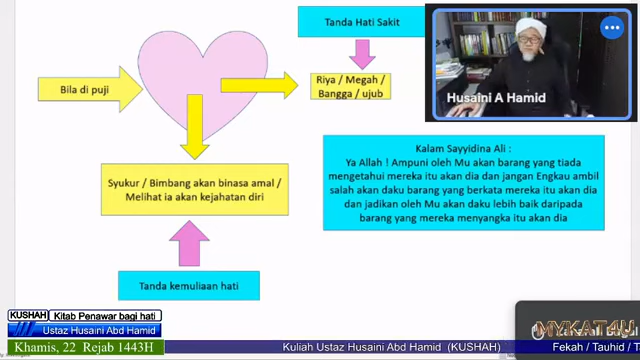 Tanda Hati Sakit
Bila di puji
Riya / Megah /
Bangga / ujub
Husaini A Hamid
Syukur / Bimbang akan binasa amal /
Melihat ia akan kejahatan diri
Kalam Sayyidina Ali :
Ya Allah ! Ampuni oleh Mu akan barang yang tiada
mengetahui mereka itu akan dia dan jangan Engkau ambil
salah akan daku barang yang berkata mereka itu akan dia
dan jadikan oleh Mu akan daku lebih baik daripada
barang yang mereka menyangka itu akan dia
Tanda kemuliaan hati
MYKAT4U
KUSHAH Kitab Penawar bagi hati
Ustaz Husaini Abd Hamid
Khamis, 22 Rejab 1443H
Kuliah Ustaz Husaini Abd Hamid (KUSHAH)
Fekah / Tauhid / Ta